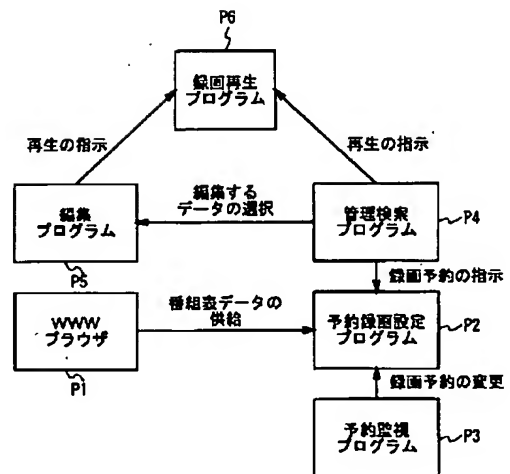 P6
録画再生
プログラム
再生の指示
再生の指示
編集する
データの選択
編集
プログラム
P5
管理検索
プログラム
P4
録画予約の指示
番組表データの
供給
WWW
ブラウザ
P1
予約録画設定
プログラム
P2
録画予約の変更
予約監視
プログラム
P3